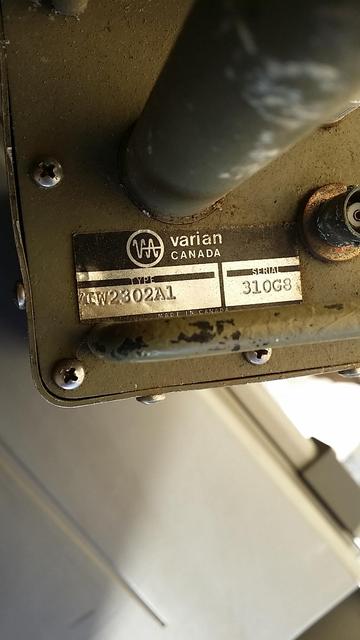 varian
CANADA
TYPE SERIAL
VTW2302A1 310G8
MADE IN CANADA